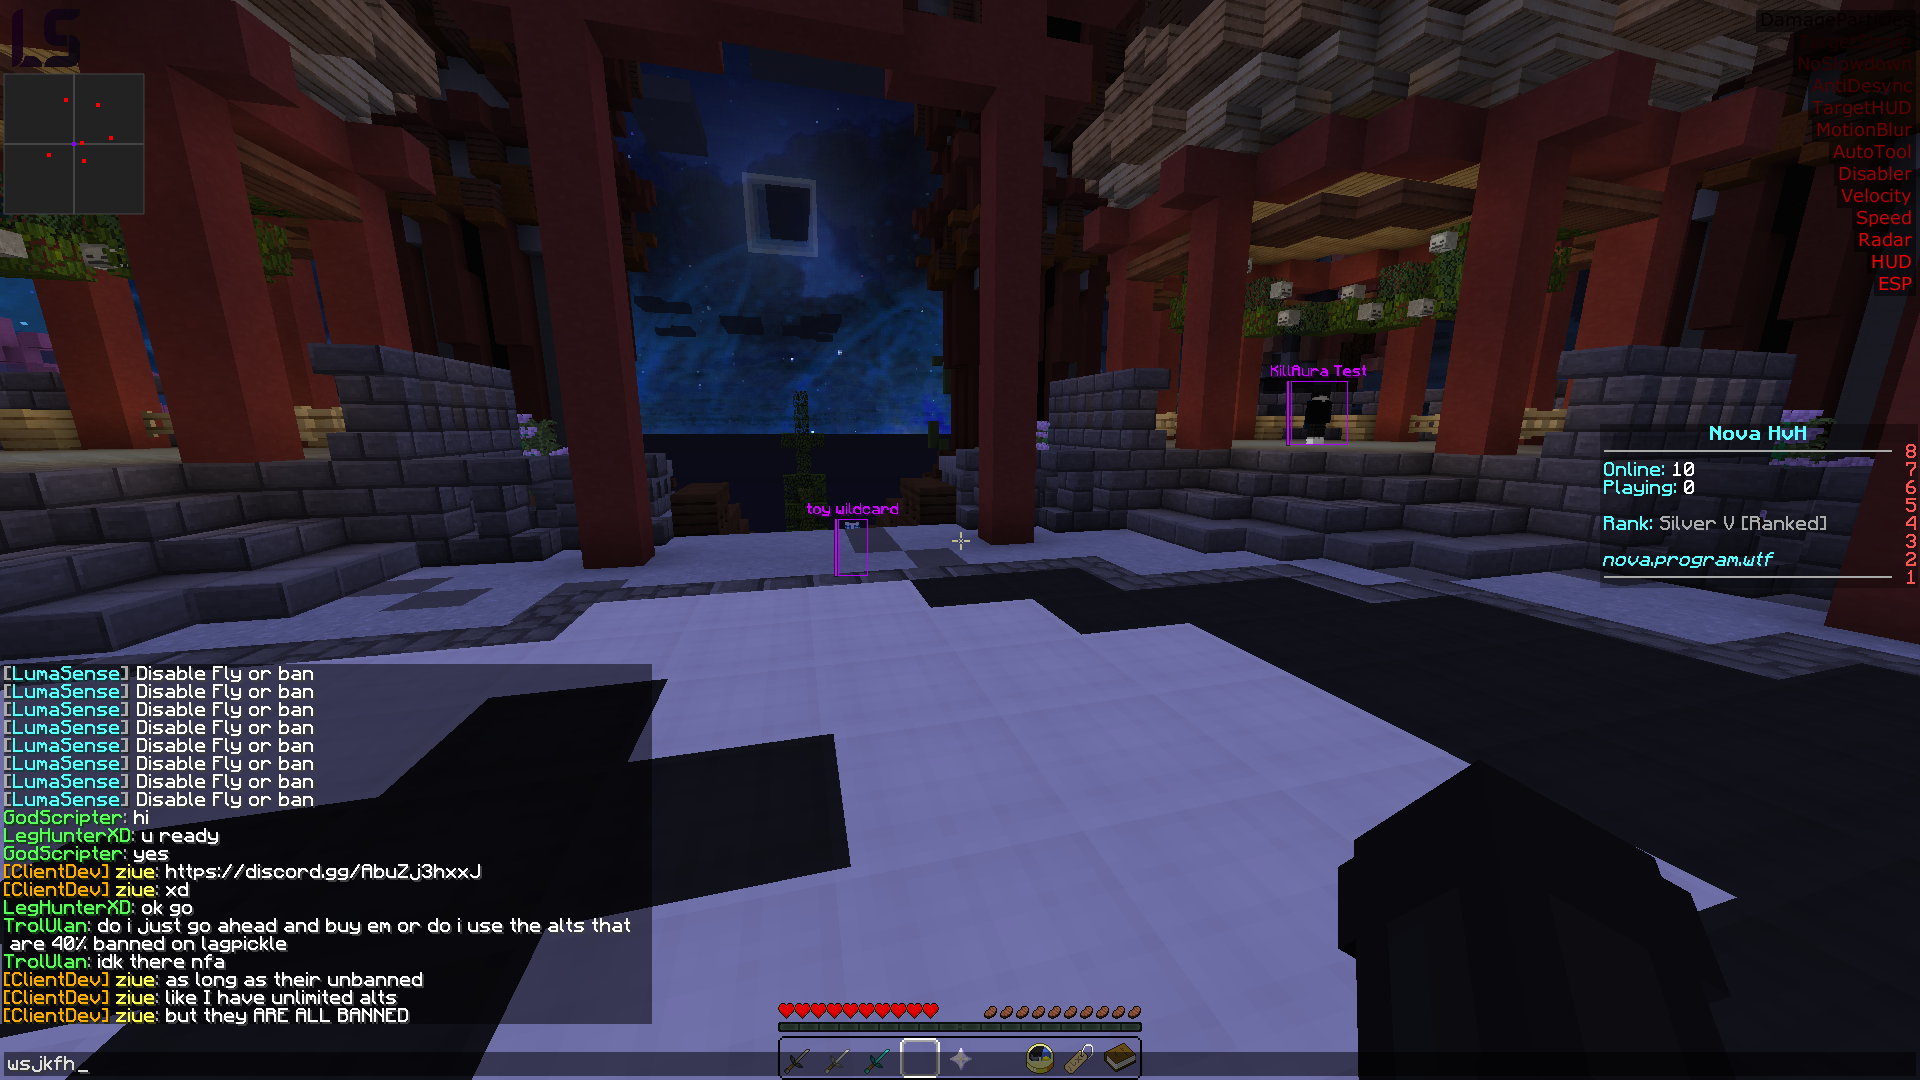 LS
NoSlowdown
AntiDesync
TargetHUD
MotionBlur
AutoTool
Disabler
Velocity
Speed
Radar
HUD
ESP
KillAura Test
toy wildcard
Nova HvH
8
Online: 10
7
Playing: 0
6
5
Rank: Silver V [Ranked]
4
3
nova.program.wtf
2
1
[LumaSense] Disable Fly or ban
[LumaSense] Disable Fly or ban
[LumaSense] Disable Fly or ban
[LumaSense] Disable Fly or ban
[LumaSense] Disable Fly or ban
[LumaSense] Disable Fly or ban
[LumaSense] Disable Fly or ban
[LumaSense] Disable Fly or ban
GodScripter: hi
LegHunterXD: u ready
GodScripter: yes
[ClientDev] ziue: https://discord.gg/AbuZj3hxxJ
[ClientDev] ziue: xd
LegHunterXD: ok go
TrolUlan: do i just go ahead and buy em or do i use the alts that
are 40% banned on lagpickle
TrolUlan: idk there nfa
[ClientDev] ziue: as long as their unbanned
[ClientDev] ziue: like I have unlimited alts
[ClientDev] ziue: but they ARE ALL BANNED
wsjkfh_